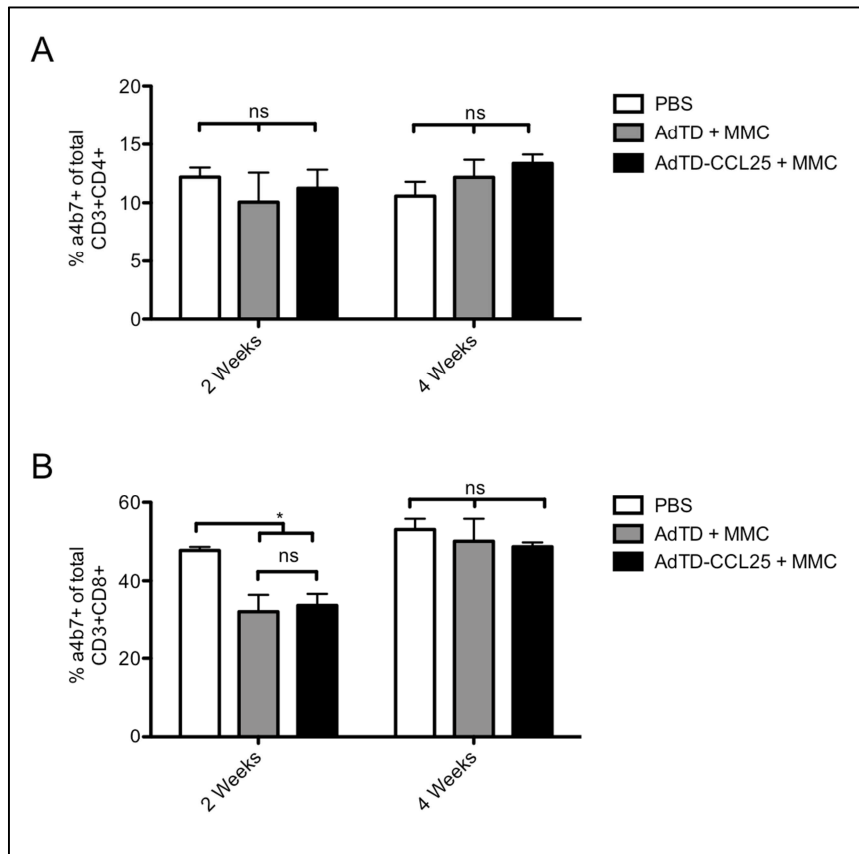 A
% a4b7+ of total
CD3+CD4+
20
15
10
5
0
ns
ns
2 Weeks
4 Weeks
PBS
AdTD + MMC
AdTD-CCL25 + MMC
B
% a4b7+ of total
CD3+CD8+
60
40
20
0
*
ns
ns
2 Weeks
4 Weeks
PBS
AdTD + MMC
AdTD-CCL25 + MMC